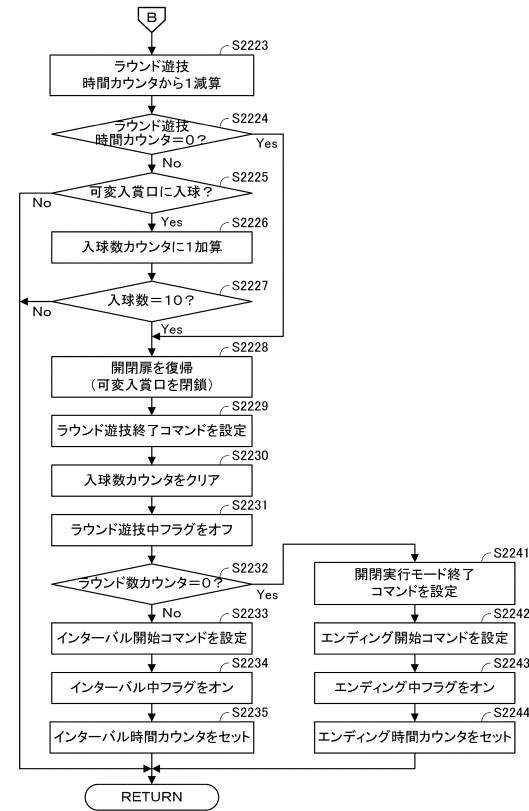 B
S2223
ラウンド遊技
時間カウンタから1減算
S2224
ラウンド遊技
時間カウンタ=0?
Yes
No
S2225
可変入賞口に入球?
No
Yes
S2226
入球数カウンタに1加算
S2227
入球数=10?
No
Yes
S2228
開閉扉を復帰
(可変入賞口を閉鎖)
S2229
ラウンド遊技終了コマンドを設定
S2230
入球数カウンタをクリア
S2231
ラウンド遊技中フラグをオフ
S2232
ラウンド数カウンタ=0?
Yes
No
S2233
インターバル開始コマンドを設定
S2234
インターバル中フラグをオン
S2235
インターバル時間カウンタをセット
S2241
開閉実行モード終了
コマンドを設定
S2242
エンディング開始コマンドを設定
S2243
エンディング中フラグをオン
S2244
エンディング時間カウンタをセット
RETURN